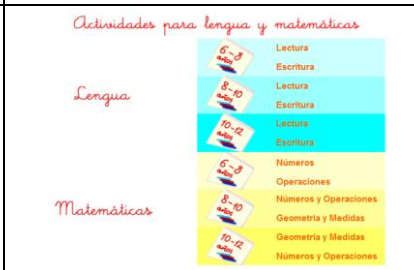 Actividades para lengua y matemáticas
Lengua
6-8 años
Lectura
Escritura
8-10 años
Lectura
Escritura
10-12 años
Lectura
Escritura
Matemáticas
6-8 años
Números
Operaciones
8-10 años
Números y Operaciones
Geometría y Medidas
10-12 años
Geometría y Medidas
Números y Operaciones